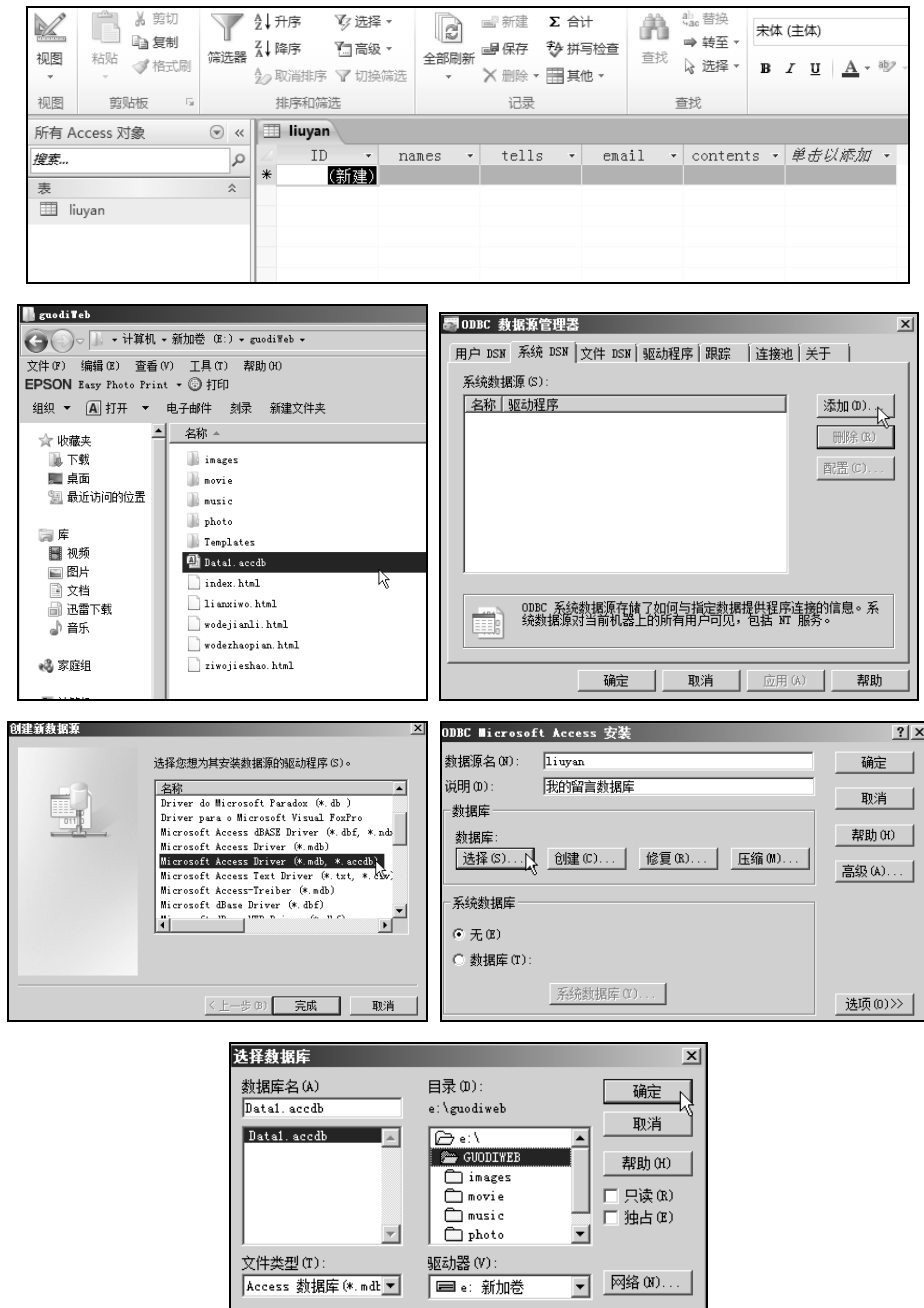 剪切
复制
格式刷
视图
粘贴
筛选器
升序
降序
取消排序
选择
高级
切换筛选
全部刷新
新建
保存
删除
Σ 合计
拼写检查
其他
查找
替换
转至
选择
宋体 (主体)
B I U A
视图
剪贴板
排序和筛选
记录
查找
所有 Access 对象
搜索...
表
liuyan
liuyan
ID names tells email contents 单击以添加
(新建)
guodiWeb
计算机 新加卷 (E:) guodiWeb
文件(F) 编辑(E) 查看(V) 工具(T) 帮助(H)
EPSON Easy Photo Print 打印
组织 打开 电子邮件 刻录 新建文件夹
收藏夹
下载
桌面
最近访问的位置
库
视频
图片
文档
迅雷下载
音乐
家庭组
名称
images
movie
music
photo
Templates
Data1.accdb
index.html
lianxiwo.html
wodejianli.html
wodezhaopian.html
ziwojieshao.html
ODBC 数据源管理器
用户 DSN 系统 DSN 文件 DSN 驱动程序 跟踪 连接池 关于
系统数据源(S):
名称 驱动程序
添加(D)...
删除(R)
配置(C)...
ODBC 系统数据源存储了如何与指定数据提供程序连接的信息。系
统数据源对当前机器上的所有用户可见，包括 NT 服务。
确定 取消 应用(A) 帮助
创建新数据源
选择您想为其安装数据源的驱动程序(S)。
名称
Driver do Microsoft Paradox (*.db )
Driver para o Microsoft Visual FoxPro
Microsoft Access dBASE Driver (*.dbf, *.ndx
Microsoft Access Driver (*.mdb)
Microsoft Access Driver (*.mdb, *.accdb)
Microsoft Access Text Driver (*.txt, *.csv)
Microsoft Access-Treiber (*.mdb)
Microsoft dBase Driver (*.dbf)
<上一步(B) 完成 取消
ODBC Microsoft Access 安装
数据源名(N): liuyan
说明(D): 我的留言数据库
数据库
数据库:
选择(S)... 创建(C)... 修复(R)... 压缩(M)...
系统数据库
无(E)
数据库(T):
系统数据库(Y)...
确定
取消
帮助(H)
高级(A)...
选项(O)>>
选择数据库
数据库名(A)
Data1.accdb
Data1.accdb
文件类型(T):
Access 数据库(*.mdb
目录(D):
e:\guodiweb
e:\
GUODIWEB
images
movie
music
photo
驱动器(V):
e: 新加卷
确定
取消
帮助(H)
只读(R)
独占(E)
网络(N)...